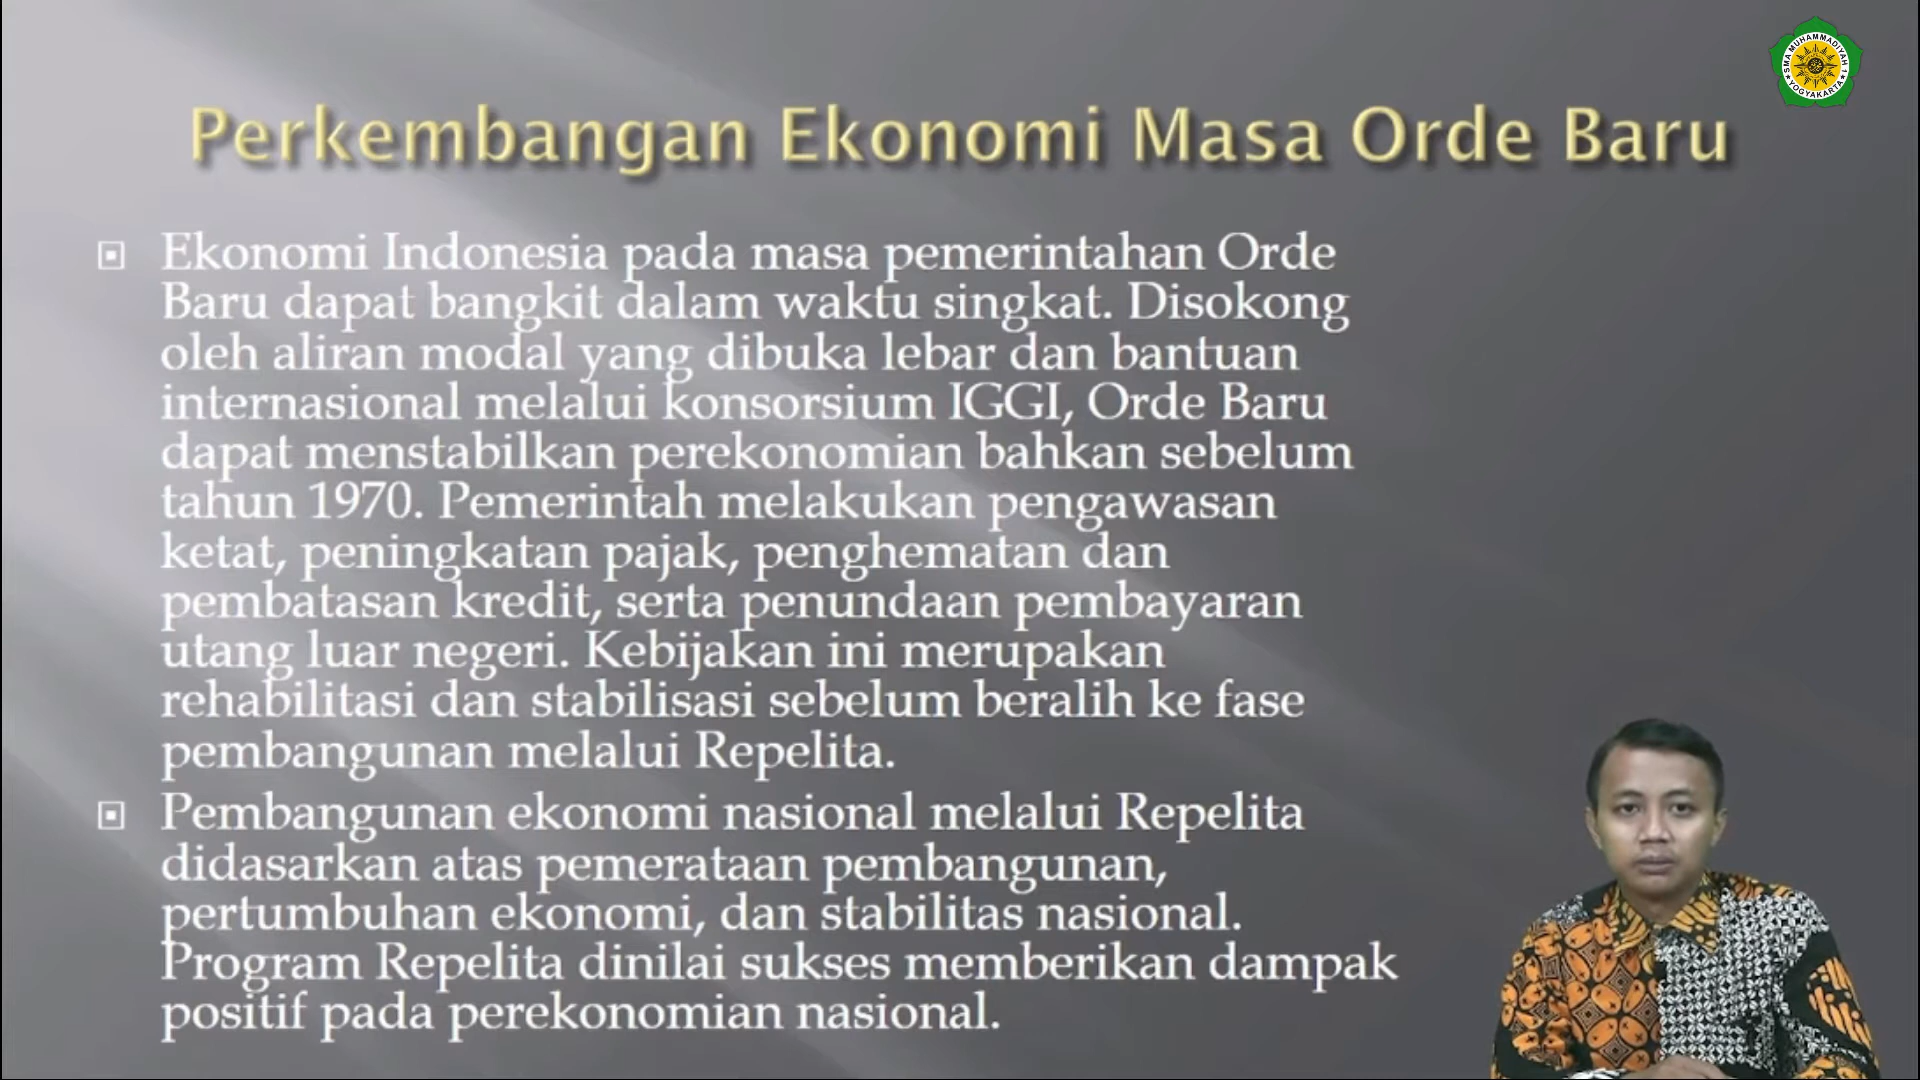 SMA MUHAMMADIYAH 1
YOGYAKARTA
Perkembangan Ekonomi Masa Orde Baru
Ekonomi Indonesia pada masa pemerintahan Orde
Baru dapat bangkit dalam waktu singkat. Disokong
oleh aliran modal yang dibuka lebar dan bantuan
internasional melalui konsorsium IGGI, Orde Baru
dapat menstabilkan perekonomian bahkan sebelum
tahun 1970. Pemerintah melakukan pengawasan
ketat, peningkatan pajak, penghematan dan
pembatasan kredit, serta penundaan pembayaran
utang luar negeri. Kebijakan ini merupakan
rehabilitasi dan stabilisasi sebelum beralih ke fase
pembangunan melalui Repelita.
Pembangunan ekonomi nasional melalui Repelita
didasarkan atas pemerataan pembangunan,
pertumbuhan ekonomi, dan stabilitas nasional.
Program Repelita dinilai sukses memberikan dampak
positif pada perekonomian nasional.